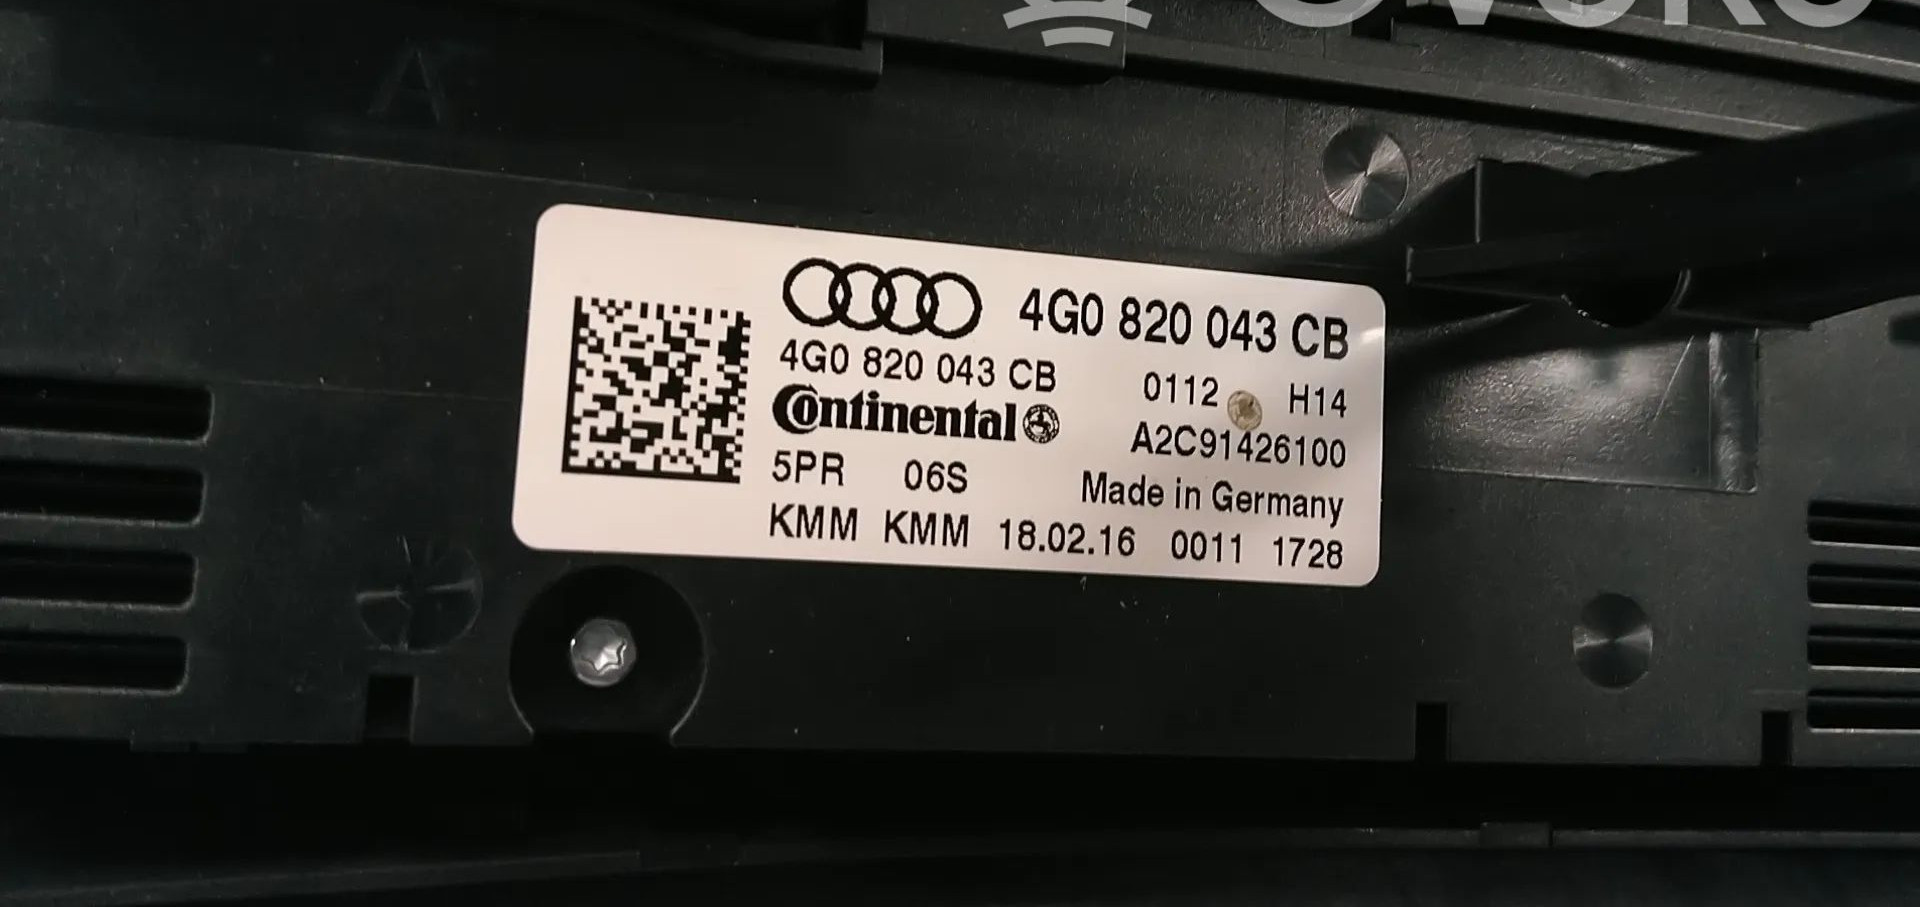 A
4G0 820 043 CB
4G0 820 043 CB
0112 H14
Continental
A2C91426100
5PR 06S
Made in Germany
KMM KMM 18.02.16 0011 1728